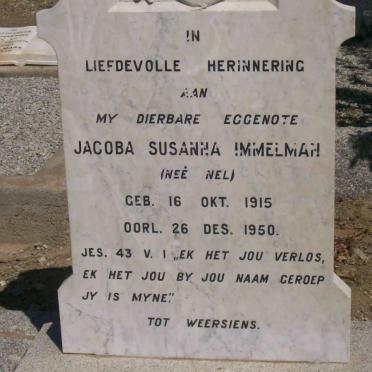 IN
LIEFDEVOLLE HERINNERING
AAN
MY DIERBARE EGGENOTE
JACOBA SUSANNA IMMELMAN
(NEÉ NEL)
GEB. 16 OKT. 1915
OORL. 26 DES. 1950.
JES. 43 V. I „EK HET JOU VERLOS,
EK HET JOU BY JOU NAAM GEROEP
JY IS MYNE."
TOT WEERSIENS.